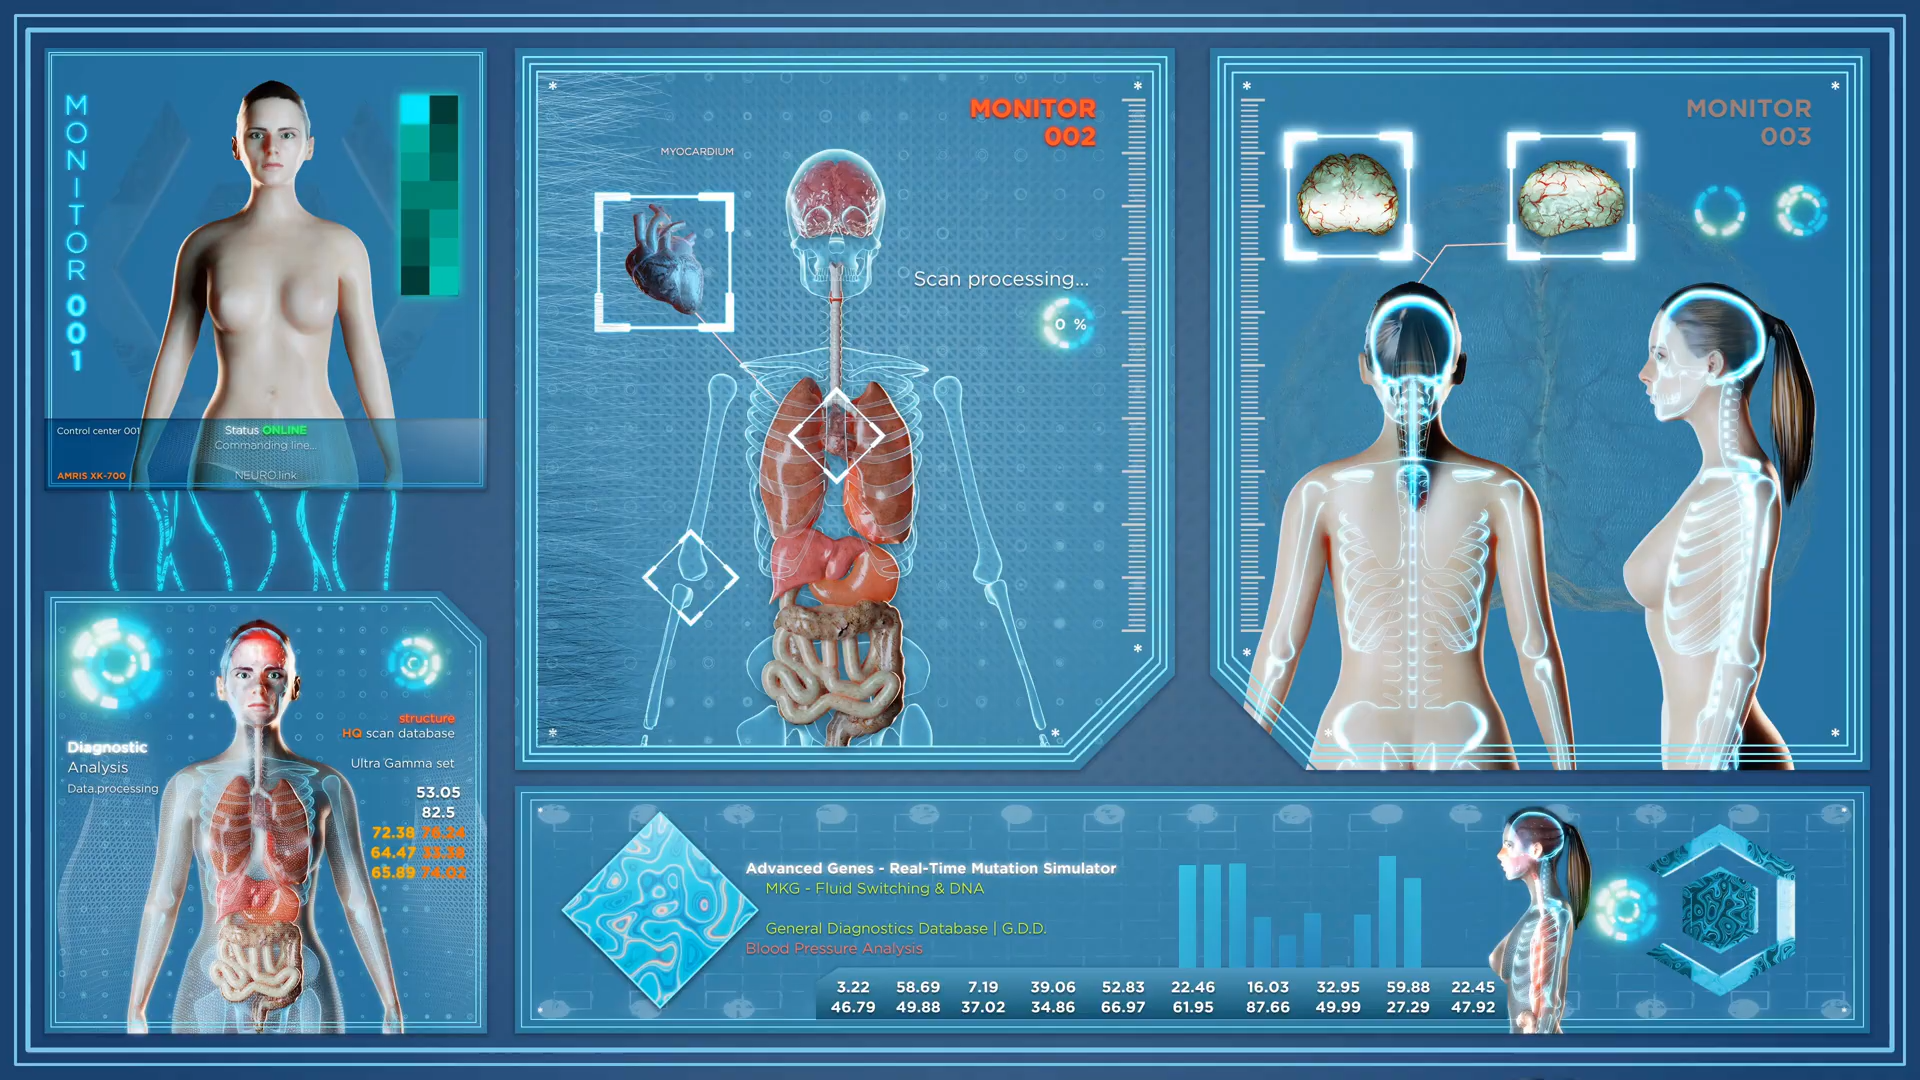 MONITOR
001
Control center 001
Status ONLINE
Commanding line...
AMRIS XK-700
NEURO.link
MONITOR
002
MYOCARDIUM
Scan processing...
0 %
MONITOR
003
structure
HQ scan database
Ultra Gamma set
Diagnostic
Analysis
Data.processing
53.05
82.5
72.38 76.24
64.47
65.89 74.02
Advanced Genes - Real-Time Mutation Simulator
MKG - Fluid Switching & DNA
General Diagnostics Database | G.D.D.
Blood Pressure Analysis
3.22 58.69 7.19 39.06 52.83 22.46 16.03 32.95 59.88 22.45
46.79 49.88 37.02 34.86 66.97 61.95 87.66 49.99 27.29 47.92